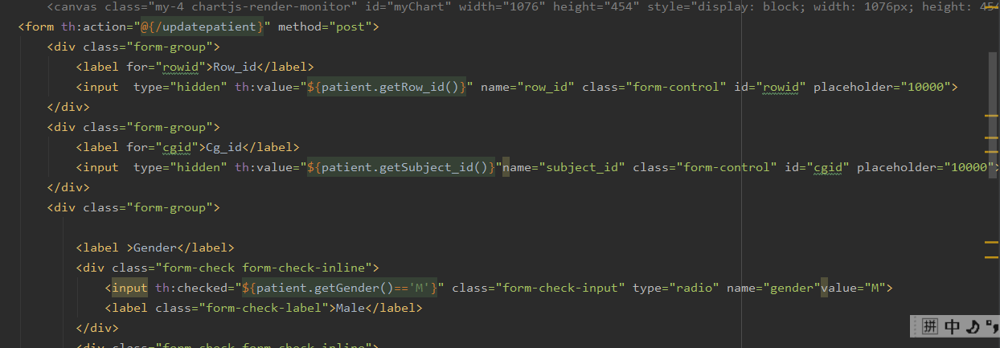 <canvas class="my-4 chartjs-render-monitor" id="myChart" width="1076" height="454" style="display: block; width: 1076px; height: 454
<form th:action="@{/updatepatient}" method="post">
<div class="form-group">
<label for="rowid">Row_id</label>
<input  type="hidden" th:value="${patient.getRow_id()}" name="row_id" class="form-control" id="rowid" placeholder="10000">
</div>
<div class="form-group">
<label for="cgid">Cg_id</label>
<input  type="hidden" th:value="${patient.getSubject_id()}"name="subject_id" class="form-control" id="cgid" placeholder="10000">
</div>
<div class="form-group">
<label >Gender</label>
<div class="form-check form-check-inline">
<input th:checked="${patient.getGender()=='M'}" class="form-check-input" type="radio" name="gender"value="M">
<label class="form-check-label">Male</label>
</div>
<div class="form-check form-check-inline">
拼 中